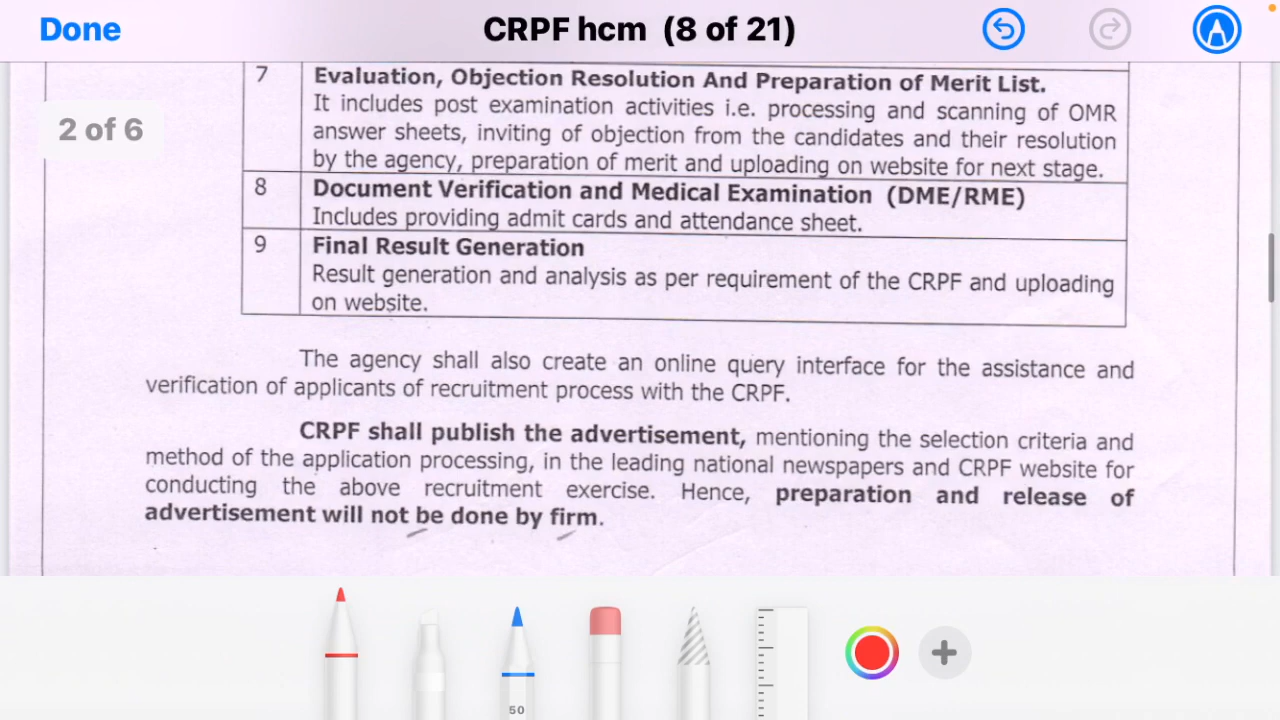 Done
CRPF hcm (8 of 21)
2 of 6
7
Evaluation, Objection Resolution And Preparation of Merit List.
It includes post examination activities i.e. processing and scanning of OMR
answer sheets, inviting of objection from the candidates and their resolution
by the agency, preparation of merit and uploading on website for next stage.
8
Document Verification and Medical Examination (DME/RME)
Includes providing admit cards and attendance sheet.
9
Final Result Generation
Result generation and analysis as per requirement of the CRPF and uploading
on website.
The agency shall also create an online query interface for the assistance and
verification of applicants of recruitment process with the CRPF.
CRPF shall publish the advertisement, mentioning the selection criteria and
method of the application processing, in the leading national newspapers and CRPF website for
conducting the above recruitment exercise. Hence, preparation and release of
advertisement will not be done by firm.
50